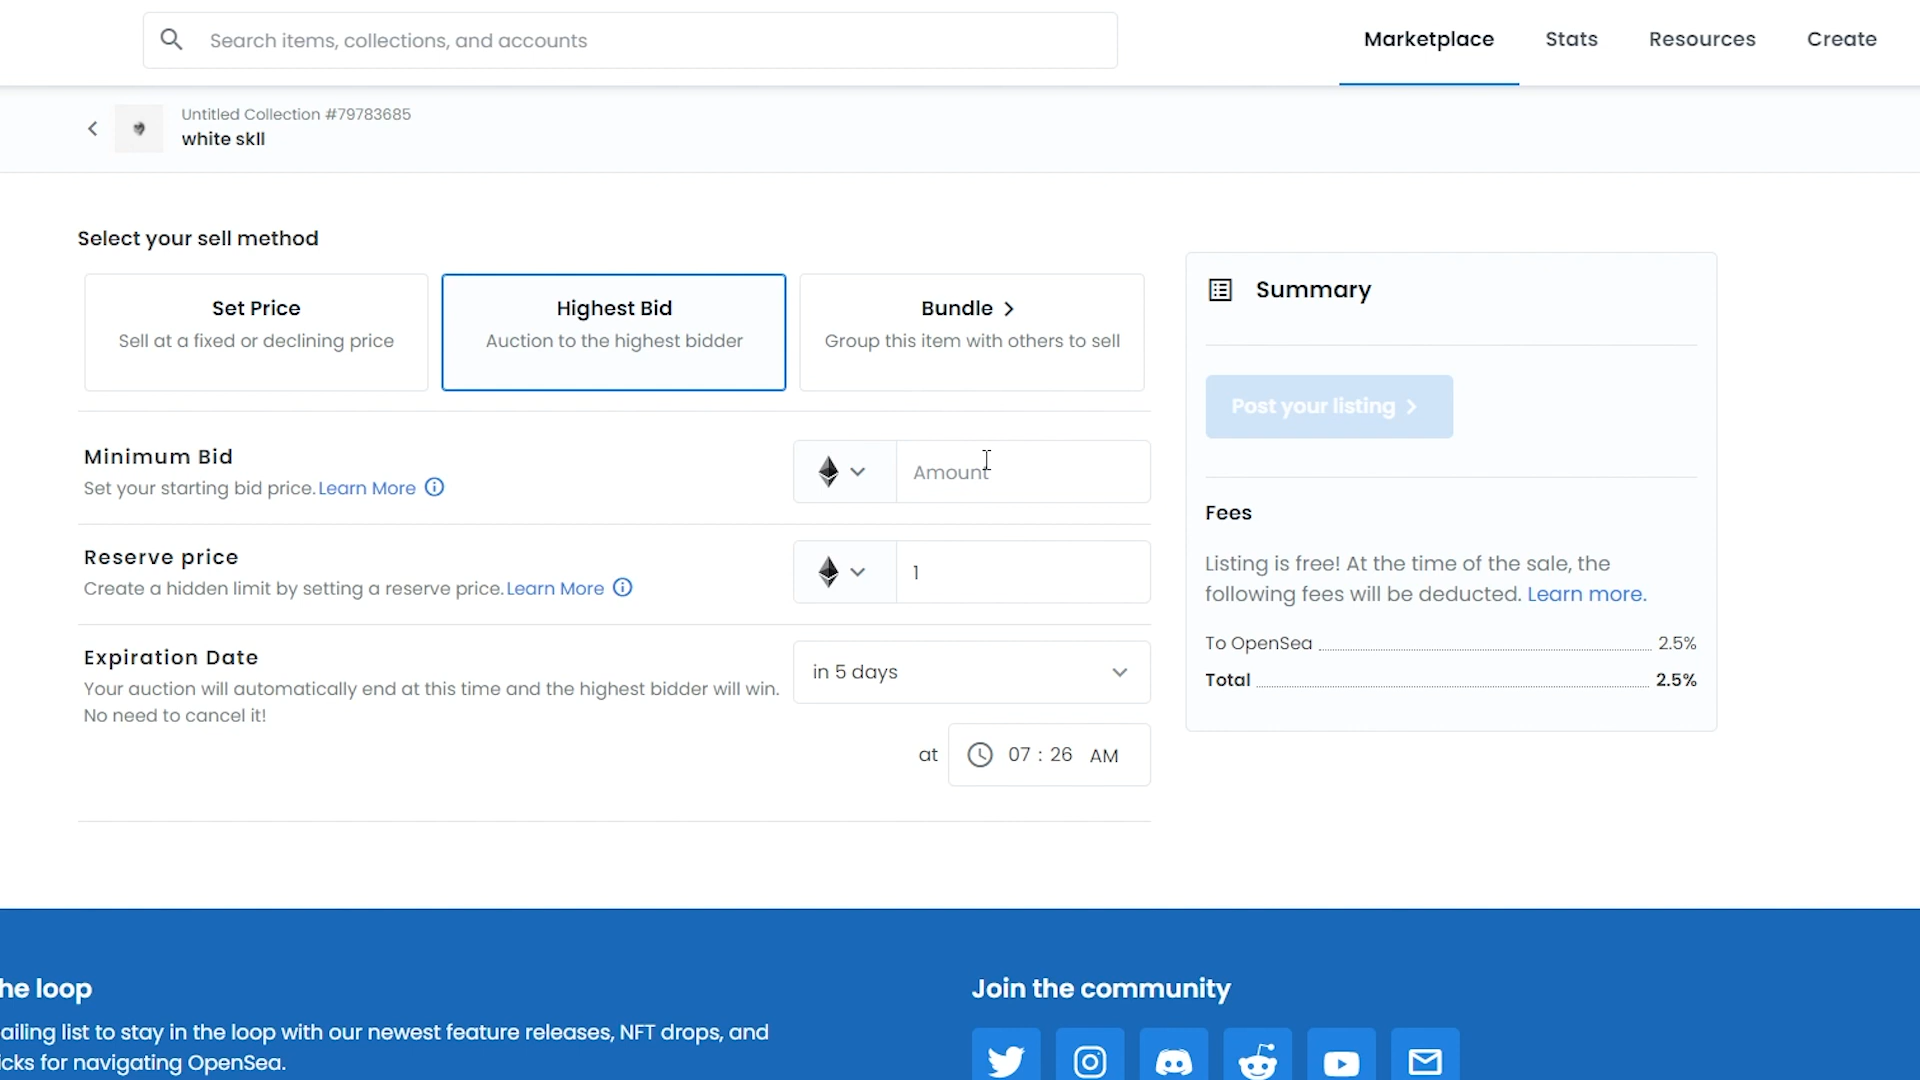 Search items, collections, and accounts
Marketplace
Stats
Resources
Create
Untitled Collection #79783685
white skll
Select your sell method
Set Price
Sell at a fixed or declining price
Highest Bid
Auction to the highest bidder
Bundle
Group this item with others to sell
Summary
Post your listing
Minimum Bid
Set your starting bid price. Learn More
Amount
Reserve price
Create a hidden limit by setting a reserve price. Learn More
1
Expiration Date
Your auction will automatically end at this time and the highest bidder will win.
No need to cancel it!
in 5 days
at 07 : 26 AM
Fees
Listing is free! At the time of the sale, the
following fees will be deducted. Learn more.
To OpenSea 2.5%
Total 2.5%
he loop
ailing list to stay in the loop with our newest feature releases, NFT drops, and
icks for navigating OpenSea.
Join the community